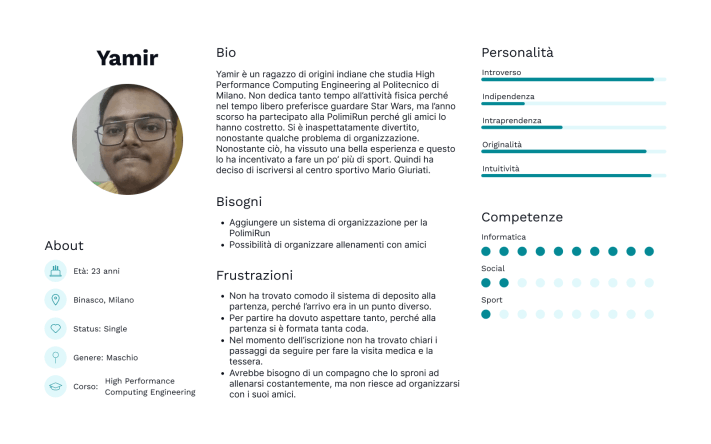 Yamir
About
Età: 23 anni
Binasco, Milano
Status: Single
Genere: Maschio
Corso:
High Performance
Computing Engineering
Bio
Yamir è un ragazzo di origini indiane che studia High
Performance Computing Engineering al Politecnico di
Milano. Non dedica tanto tempo all’attività fisica perché
nel tempo libero preferisce guardare Star Wars, ma l’anno
scorso ha partecipato alla PolimiRun perché gli amici lo
hanno costretto. Si è inaspettatamente divertito,
nonostante qualche problema di organizzazione.
Nonostante ciò, ha vissuto una bella esperienza e questo
lo ha incentivato a fare un po’ più di sport. Quindi ha
deciso di iscriversi al centro sportivo Mario Giuriati.
Bisogni
• Aggiungere un sistema di organizzazione per la
PolimiRun
• Possibilità di organizzare allenamenti con amici
Frustrazioni
• Non ha trovato comodo il sistema di deposito alla
partenza, perché l’arrivo era in un punto diverso.
• Per partire ha dovuto aspettare tanto, perché alla
partenza si è formata tanta coda.
• Nel momento dell’iscrizione non ha trovato chiari i
passaggi da seguire per fare la visita medica e la
tessera.
• Avrebbe bisogno di un compagno che lo sproni ad
allenarsi costantemente, ma non riesce ad organizzarsi
con i suoi amici.
Personalità
Introverso
Indipendenza
Intraprendenza
Originalità
Intuitività
Competenze
Informatica
Social
Sport